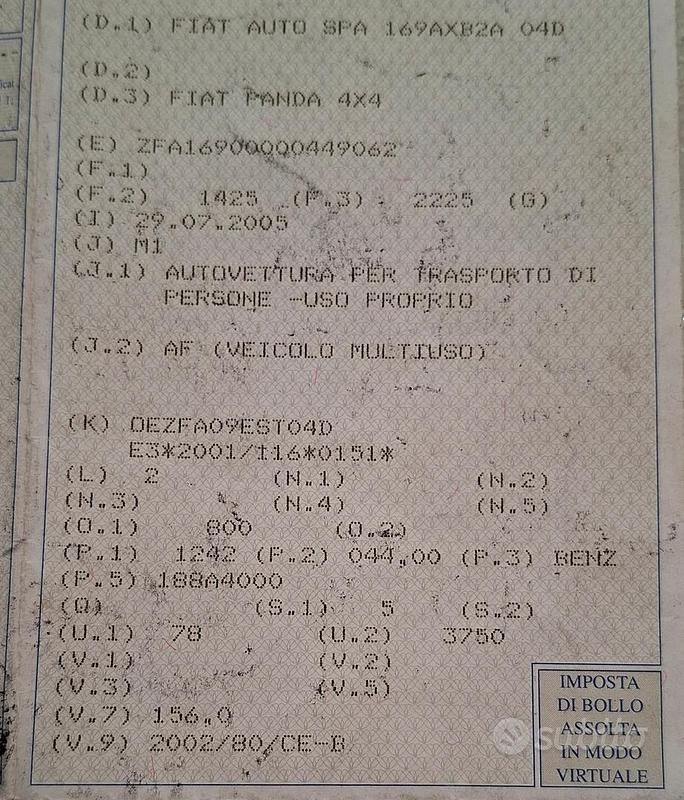 (D.1) FIAT AUTO SPA 169AXB2A 04D
(D.2)
(D.3) FIAT PANDA 4X4
(E) ZFA16900000449062
(F.1)
(F.2) 1425 (F.3) 2225 (G)
(I) 29.07.2005
(J) M1
(J.1) AUTOVETTURA PER TRASPORTO DI
PERSONE -USO PROPRIO
(J.2) AF (VEICOLO MULTIUSO)
(K) OEZFA09EST04D
E3*2001/116*0151*
(L) 2 (N.1) (N.2)
(N.3) (N.4) (N.5)
(O.1) 800 (O.2)
(P.1) 1242 (P.2) 044,00 (P.3) BENZ
(P.5) 188A4000
(Q) (S.1) 5 (S.2)
(U.1) 78 (U.2) 3750
(V.1) (V.2)
(V.3) (V.5)
(V.7) 156,0
(V.9) 2002/80/CE-B
IMPOSTA
DI BOLLO
ASSOLTA
IN MODO
VIRTUALE
subito